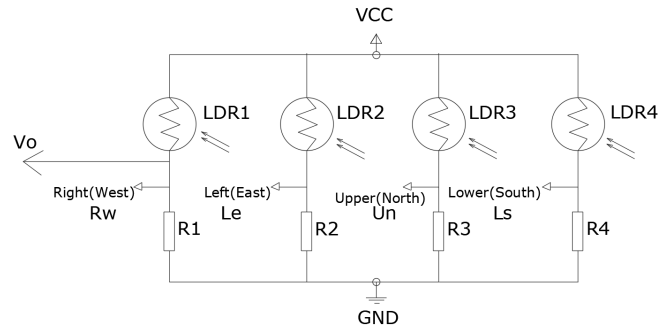 VCC
LDR1 LDR2 LDR3 LDR4
Vo
Right(West) Left(East) Upper(North) Lower(South)
Rw Le Un Ls
R1 R2 R3 R4
GND